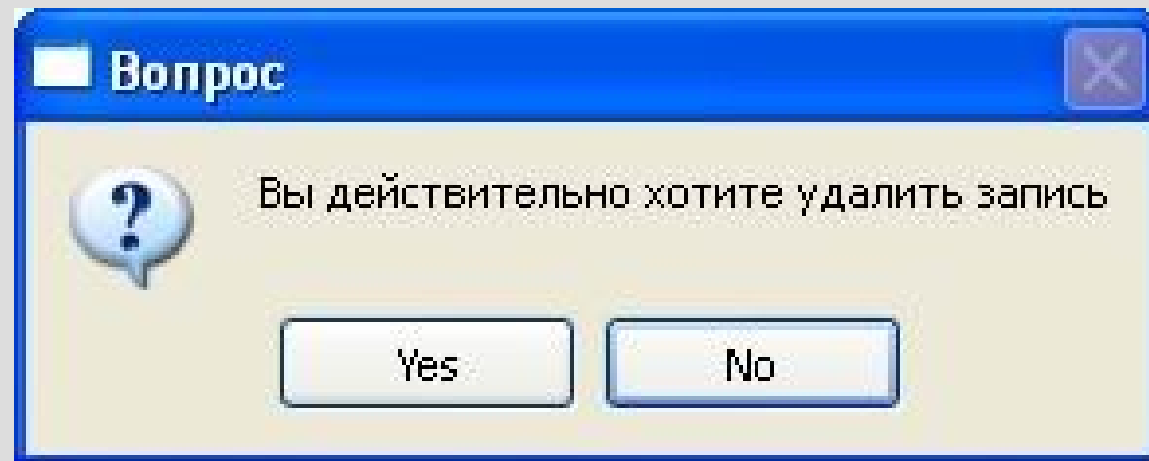 Вопрос
Вы действительно хотите удалить запись
Yes
No